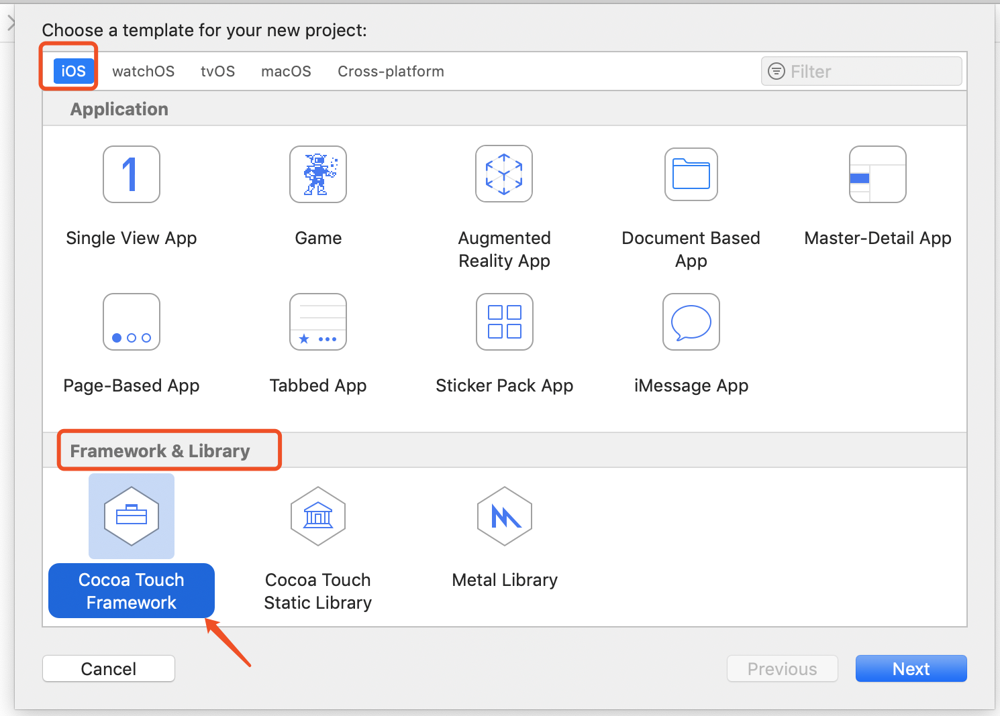 Choose a template for your new project:
iOS watchOS tvOS macOS Cross-platform Filter
Application
1
Single View App Game Augmented Reality App Document Based App Master-Detail App
Page-Based App Tabbed App Sticker Pack App iMessage App
Framework & Library
Cocoa Touch Framework Cocoa Touch Static Library Metal Library
Cancel Previous Next